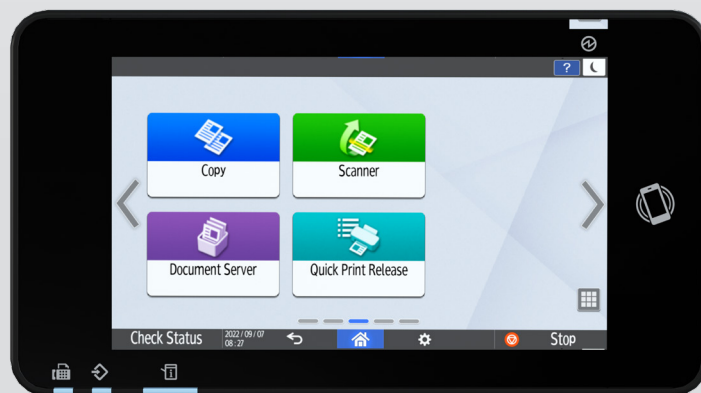 ?
Copy
Scanner
Document Server
Quick Print Release
Check Status
2022 / 09 / 07
08 : 27
Stop